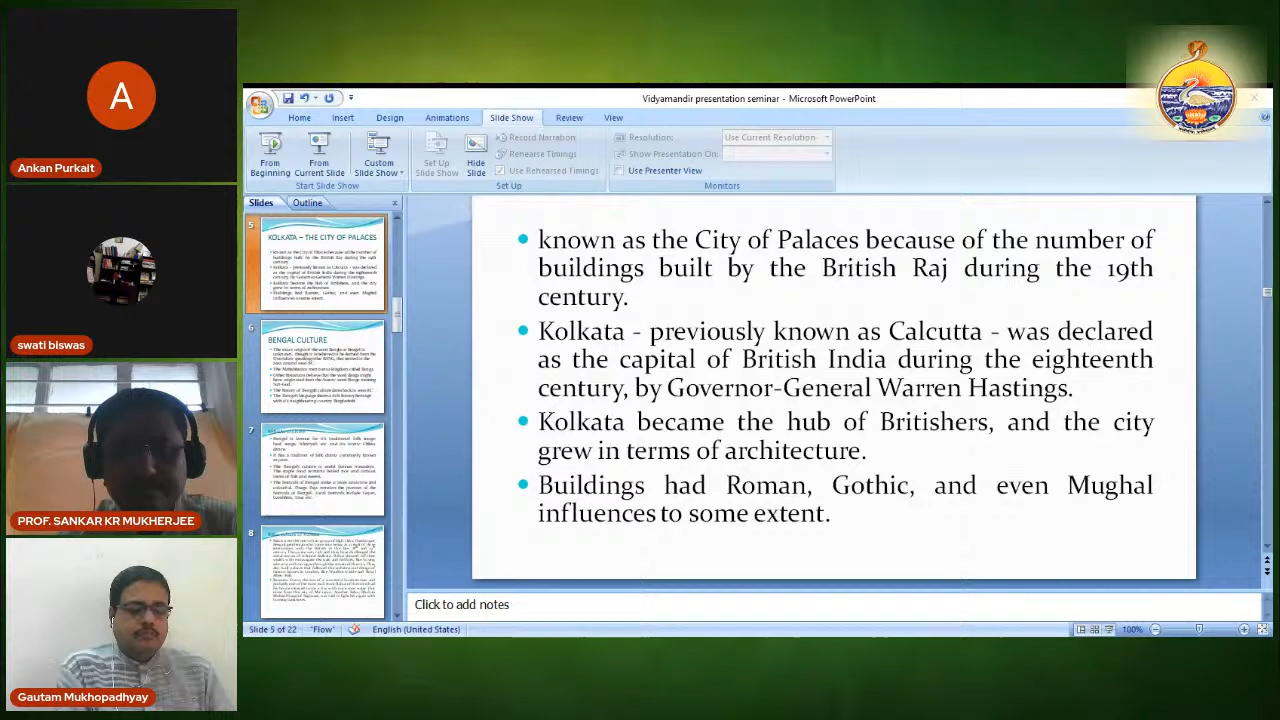 A
Ankan Purkait
swati biswas
PROF. SANKAR KR MUKHERJEE
Gautam Mukhopadhyay
Vidyamandir presentation seminar - Microsoft PowerPoint
Home Insert Design Animations Slide Show Review View
From Beginning
From Current Slide
Custom Slide Show
Start Slide Show
Set Up Slide Show
Hide Slide
Record Narration
Rehearse Timings
Use Rehearsed Timings
Set Up
Resolution: Use Current Resolution
Show Presentation On:
Use Presenter View
Monitors
Slides Outline
5
KOLKATA – THE CITY OF PALACES
6
BENGAL CULTURE
7
8
known as the City of Palaces because of the number of
buildings built by the British Raj during the 19th
century.
Kolkata - previously known as Calcutta - was declared
as the capital of British India during the eighteenth
century, by Governor-General Warren Hastings.
Kolkata became the hub of Britishers, and the city
grew in terms of architecture.
Buildings had Roman, Gothic, and even Mughal
influences to some extent.
Click to add notes
Slide 5 of 22 "Flow" English (United States) 100%